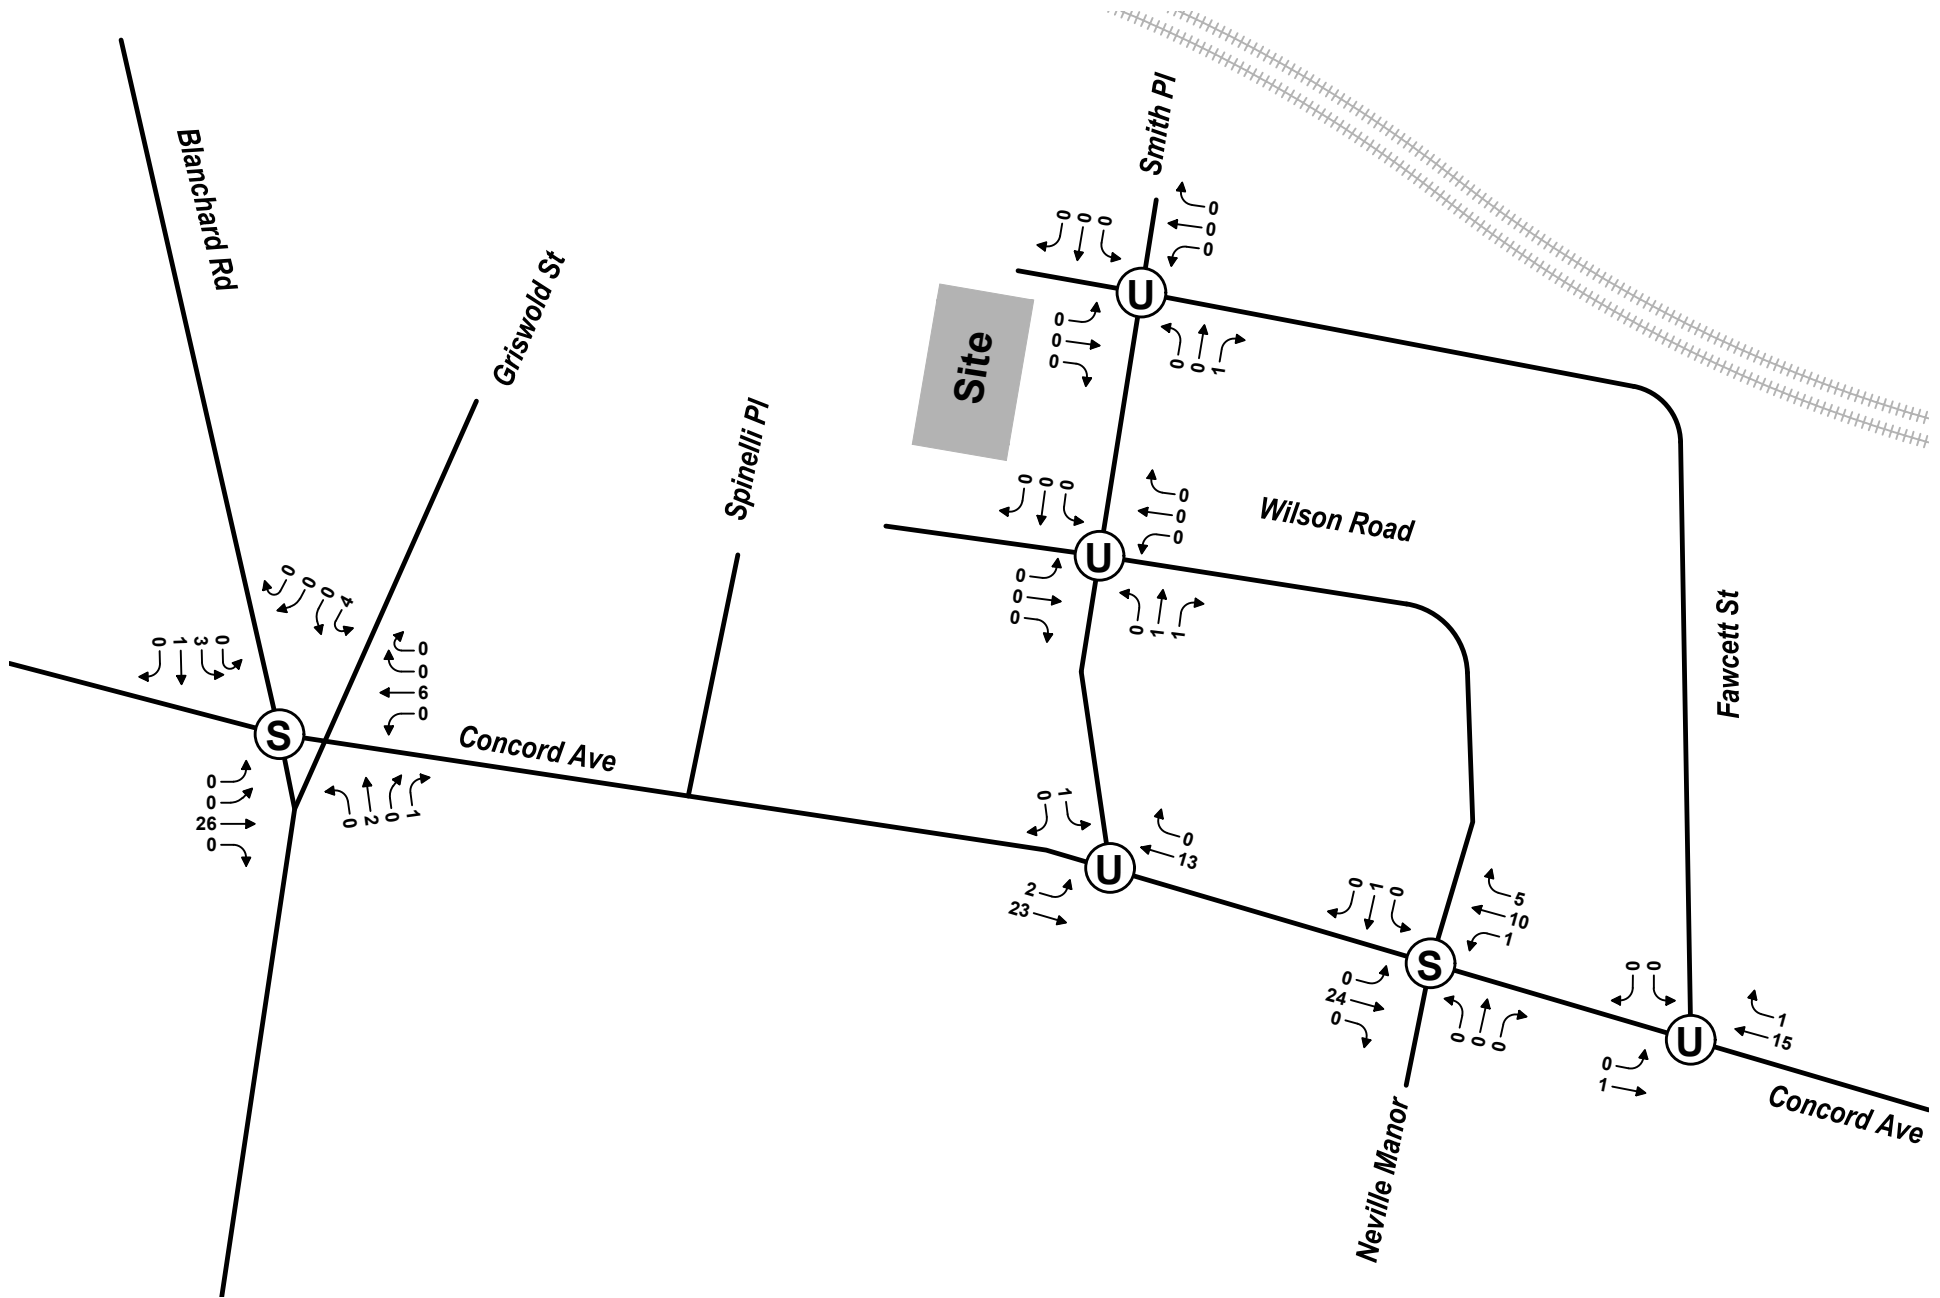 Smith Pl
0
0
0
0 0 0
U
0
0
0
0 0 1
Blanchard Rd
Griswold St
Site
Spinelli Pl
0 0 0
0
0
0
Wilson Road
U
0
0
0
0 1 1
Fawcett St
0 0 0 4
0 1 3 0
0
0
6
0
S
Concord Ave
0
0
26
0
0 2 0 1
0 1
0
13
U
2
23
0 1 0
5
10
1
S
0
24
0
0 0 0
0 0
1
15
U
0
1
Concord Ave
Neville Manor